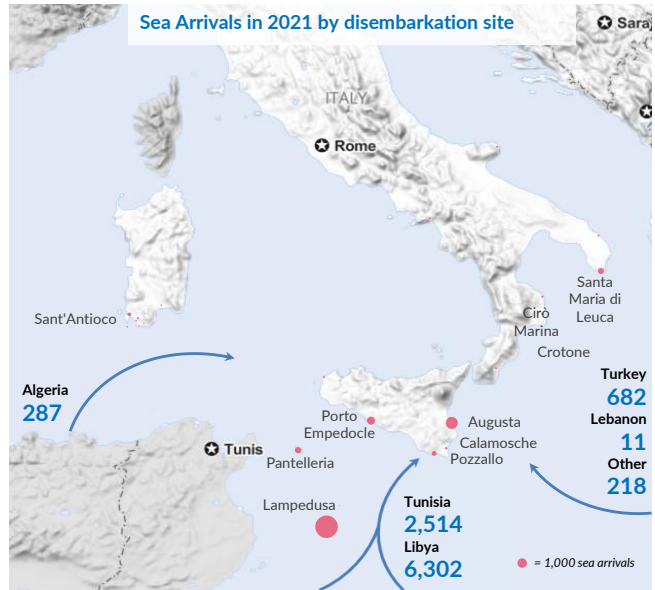 Sea Arrivals in 2021 by disembarkation site
Saraj
ITALY
Rome
Santa
Maria di
Leuca
Sant'Antioco
Cirò
Marina
Crotone
Algeria
287
Turkey
682
Lebanon
11
Other
218
Porto
Empedocle
Augusta
Calamosche
Pozzallo
Tunis
Pantelleria
Lampedusa
Tunisia
2,514
Libya
6,302
= 1,000 sea arrivals